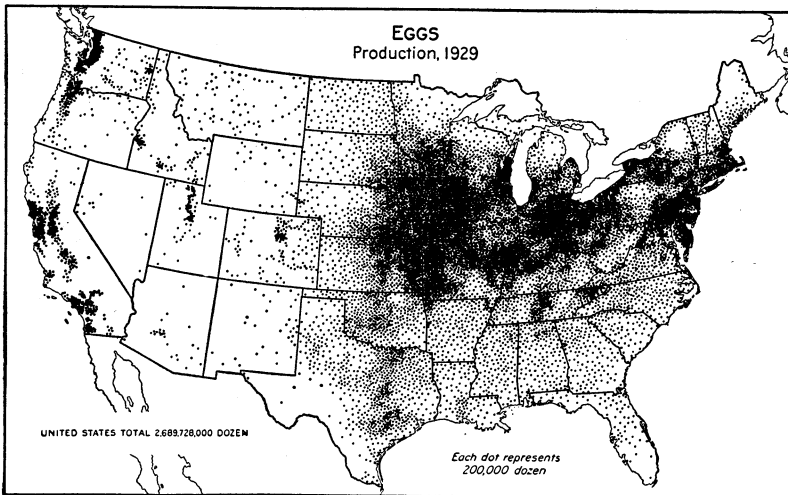 EGGS
Production, 1929
UNITED STATES TOTAL 2,689,728,000 DOZEN
Each dot represents
200,000 dozen